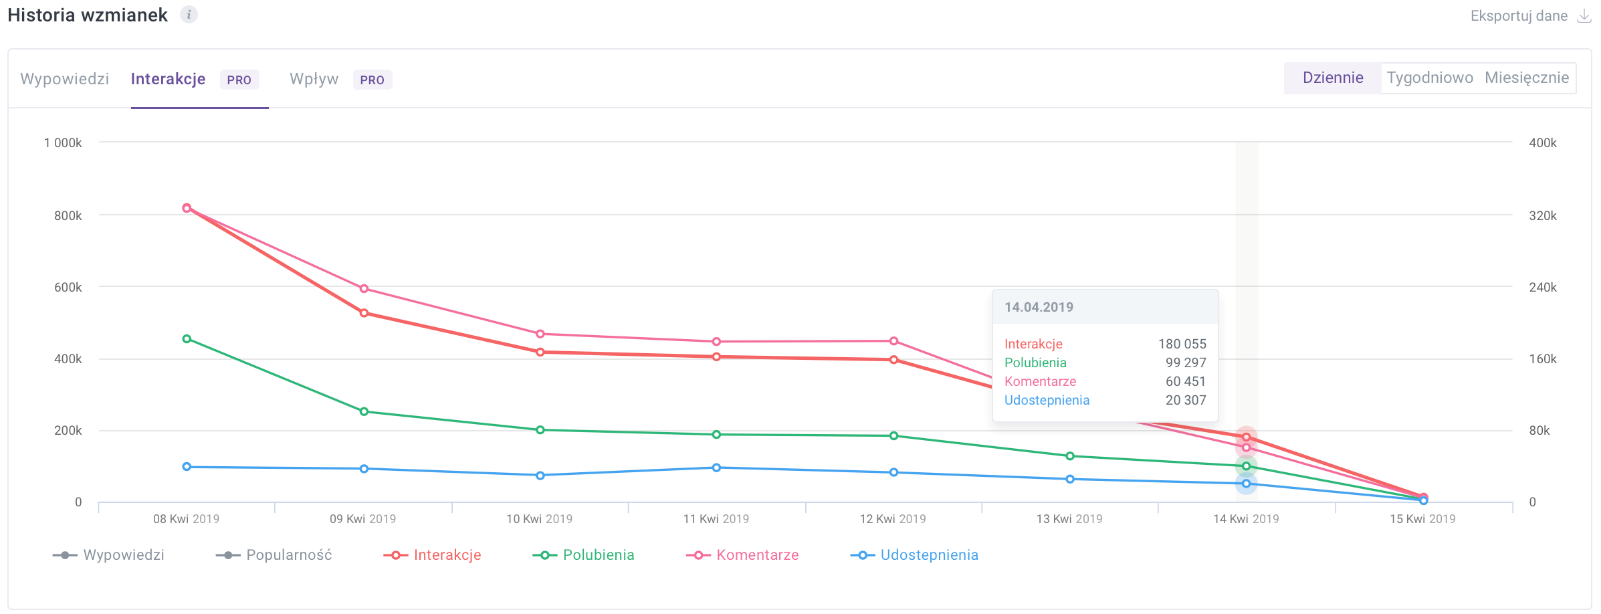 Historia wzmianek i
Eksportuj dane
Wypowiedzi Interakcje PRO Wpływ PRO
Dziennie Tygodniowo Miesięcznie
1 000k
800k
600k
400k
200k
0
400k
320k
240k
160k
80k
0
14.04.2019
Interakcje 180 055
Polubienia 99 297
Komentarze 60 451
Udostepnienia 20 307
08 Kwi 2019 09 Kwi 2019 10 Kwi 2019 11 Kwi 2019 12 Kwi 2019 13 Kwi 2019 14 Kwi 2019 15 Kwi 2019
Wypowiedzi Popularność Interakcje Polubienia Komentarze Udostepnienia